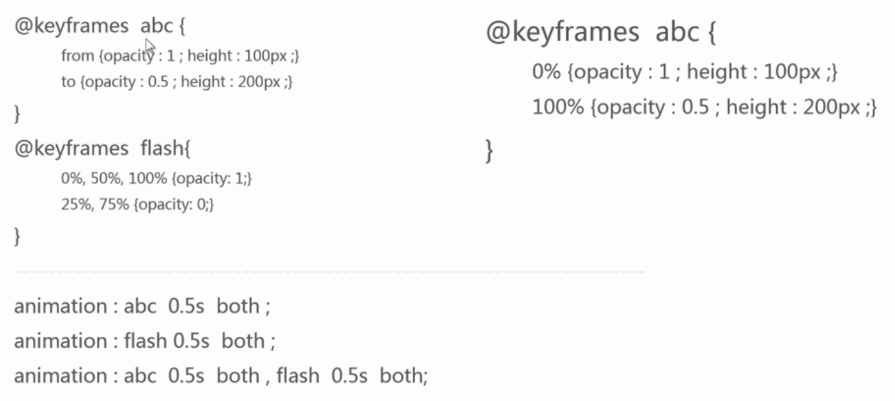 @keyframes abc {
from {opacity : 1 ; height : 100px ;}
to {opacity : 0.5 ; height : 200px ;}
}
@keyframes flash{
0%, 50%, 100% {opacity: 1;}
25%, 75% {opacity: 0;}
}
@keyframes abc {
0% {opacity : 1 ; height : 100px ;}
100% {opacity : 0.5 ; height : 200px ;}
}
animation : abc 0.5s both ;
animation : flash 0.5s both ;
animation : abc 0.5s both , flash 0.5s both;